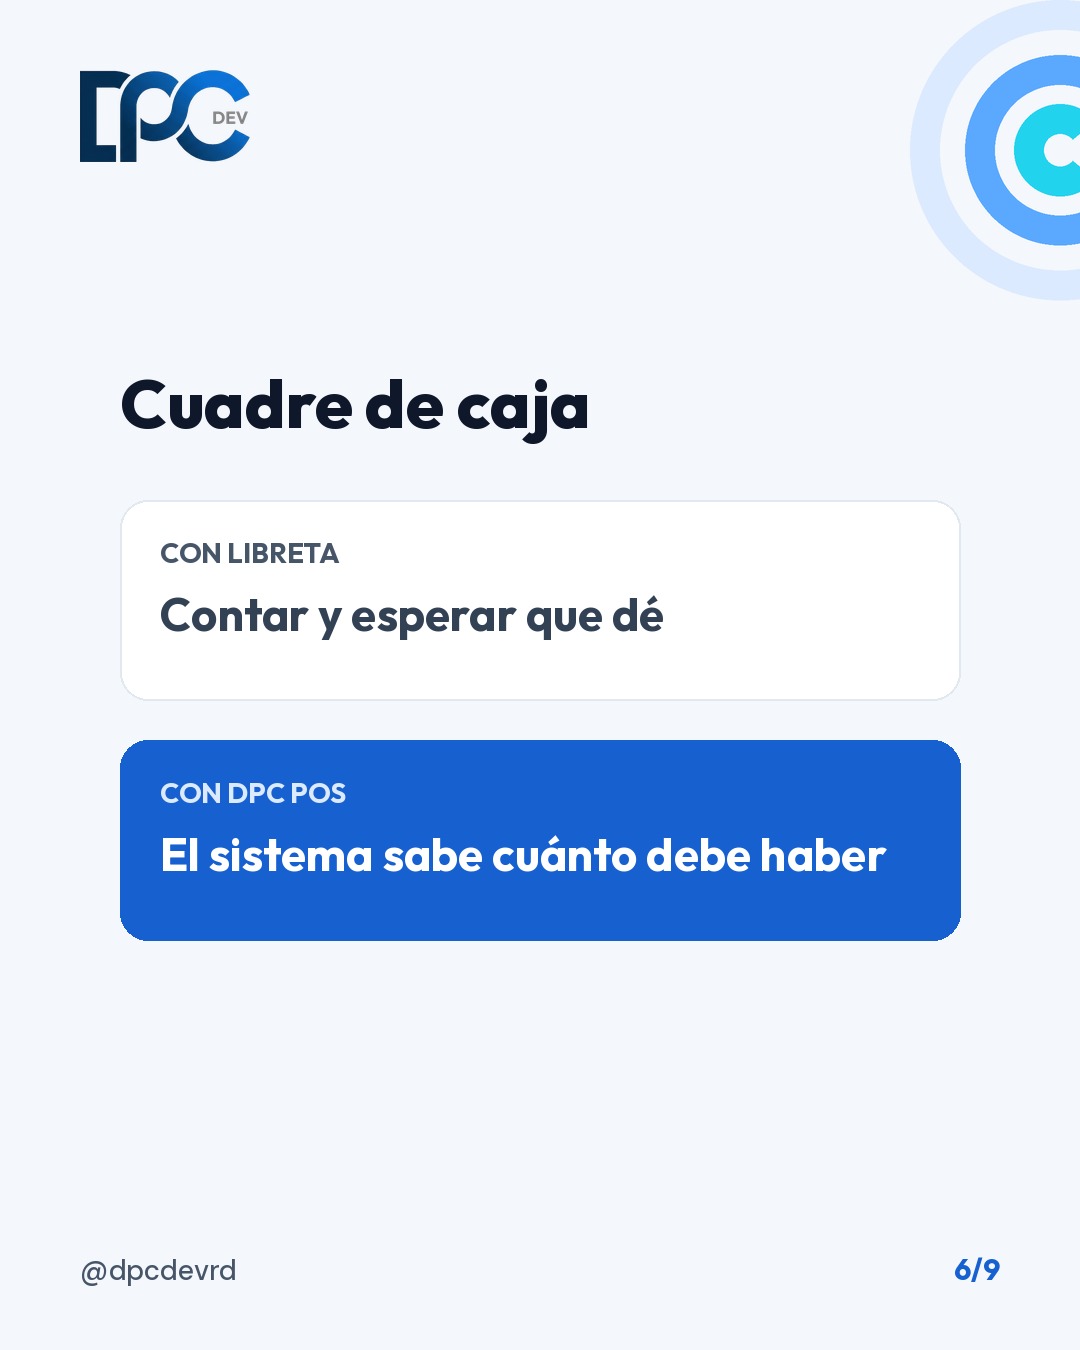 DPC
DEV
Cuadre de caja
CON LIBRETA
Contar y esperar que dé
CON DPC POS
El sistema sabe cuánto debe haber
@dpcdevrd
6/9